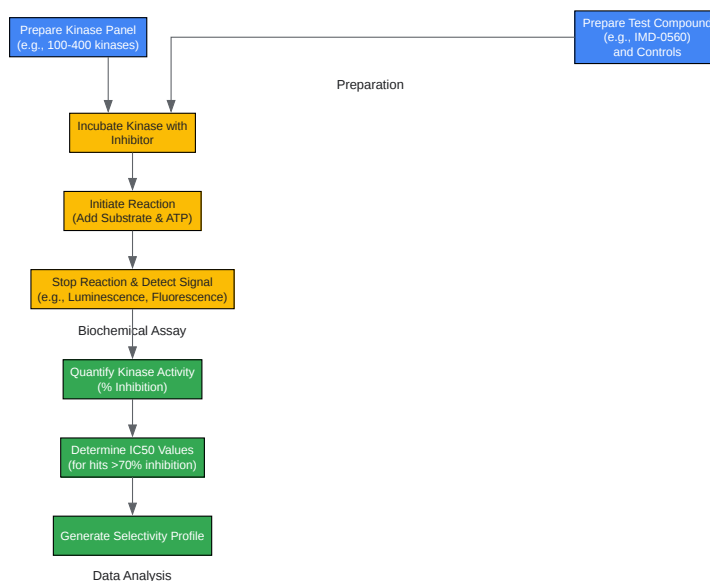 Prepare Kinase Panel
(e.g., 100-400 kinases)
Prepare Test Compound
(e.g., IMD-0560)
and Controls
Preparation
Incubate Kinase with
Inhibitor
Initiate Reaction
(Add Substrate & ATP)
Stop Reaction & Detect Signal
(e.g., Luminescence, Fluorescence)
Biochemical Assay
Quantify Kinase Activity
(% Inhibition)
Determine IC50 Values
(for hits >70% inhibition)
Generate Selectivity Profile
Data Analysis